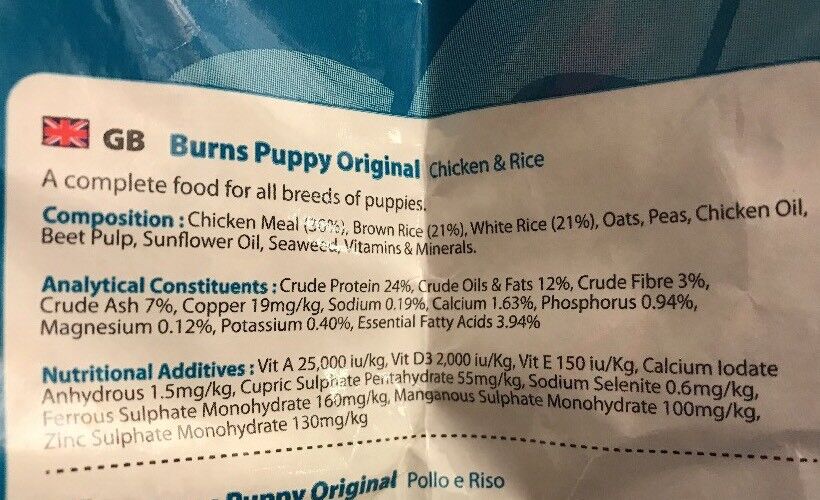 GB Burns Puppy Original Chicken & Rice
A complete food for all breeds of puppies.
Composition : Chicken Meal (30%), Brown Rice (21%), White Rice (21%), Oats, Peas, Chicken Oil,
Beet Pulp, Sunflower Oil, Seaweed, Vitamins & Minerals.
Analytical Constituents : Crude Protein 24%, Crude Oils & Fats 12%, Crude Fibre 3%,
Crude Ash 7%, Copper 19mg/kg, Sodium 0.19%, Calcium 1.63%, Phosphorus 0.94%,
Magnesium 0.12%, Potassium 0.40%, Essential Fatty Acids 3.94%
Nutritional Additives : Vit A 25,000 iu/kg, Vit D3 2,000 iu/Kg, Vit E 150 iu/Kg, Calcium Iodate
Anhydrous 1.5mg/kg, Cupric Sulphate Pentahydrate 55mg/kg, Sodium Selenite 0.6mg/kg,
Ferrous Sulphate Monohydrate 160mg/kg, Manganous Sulphate Monohydrate 100mg/kg,
Zinc Sulphate Monohydrate 130mg/kg
Puppy Original Pollo e Riso